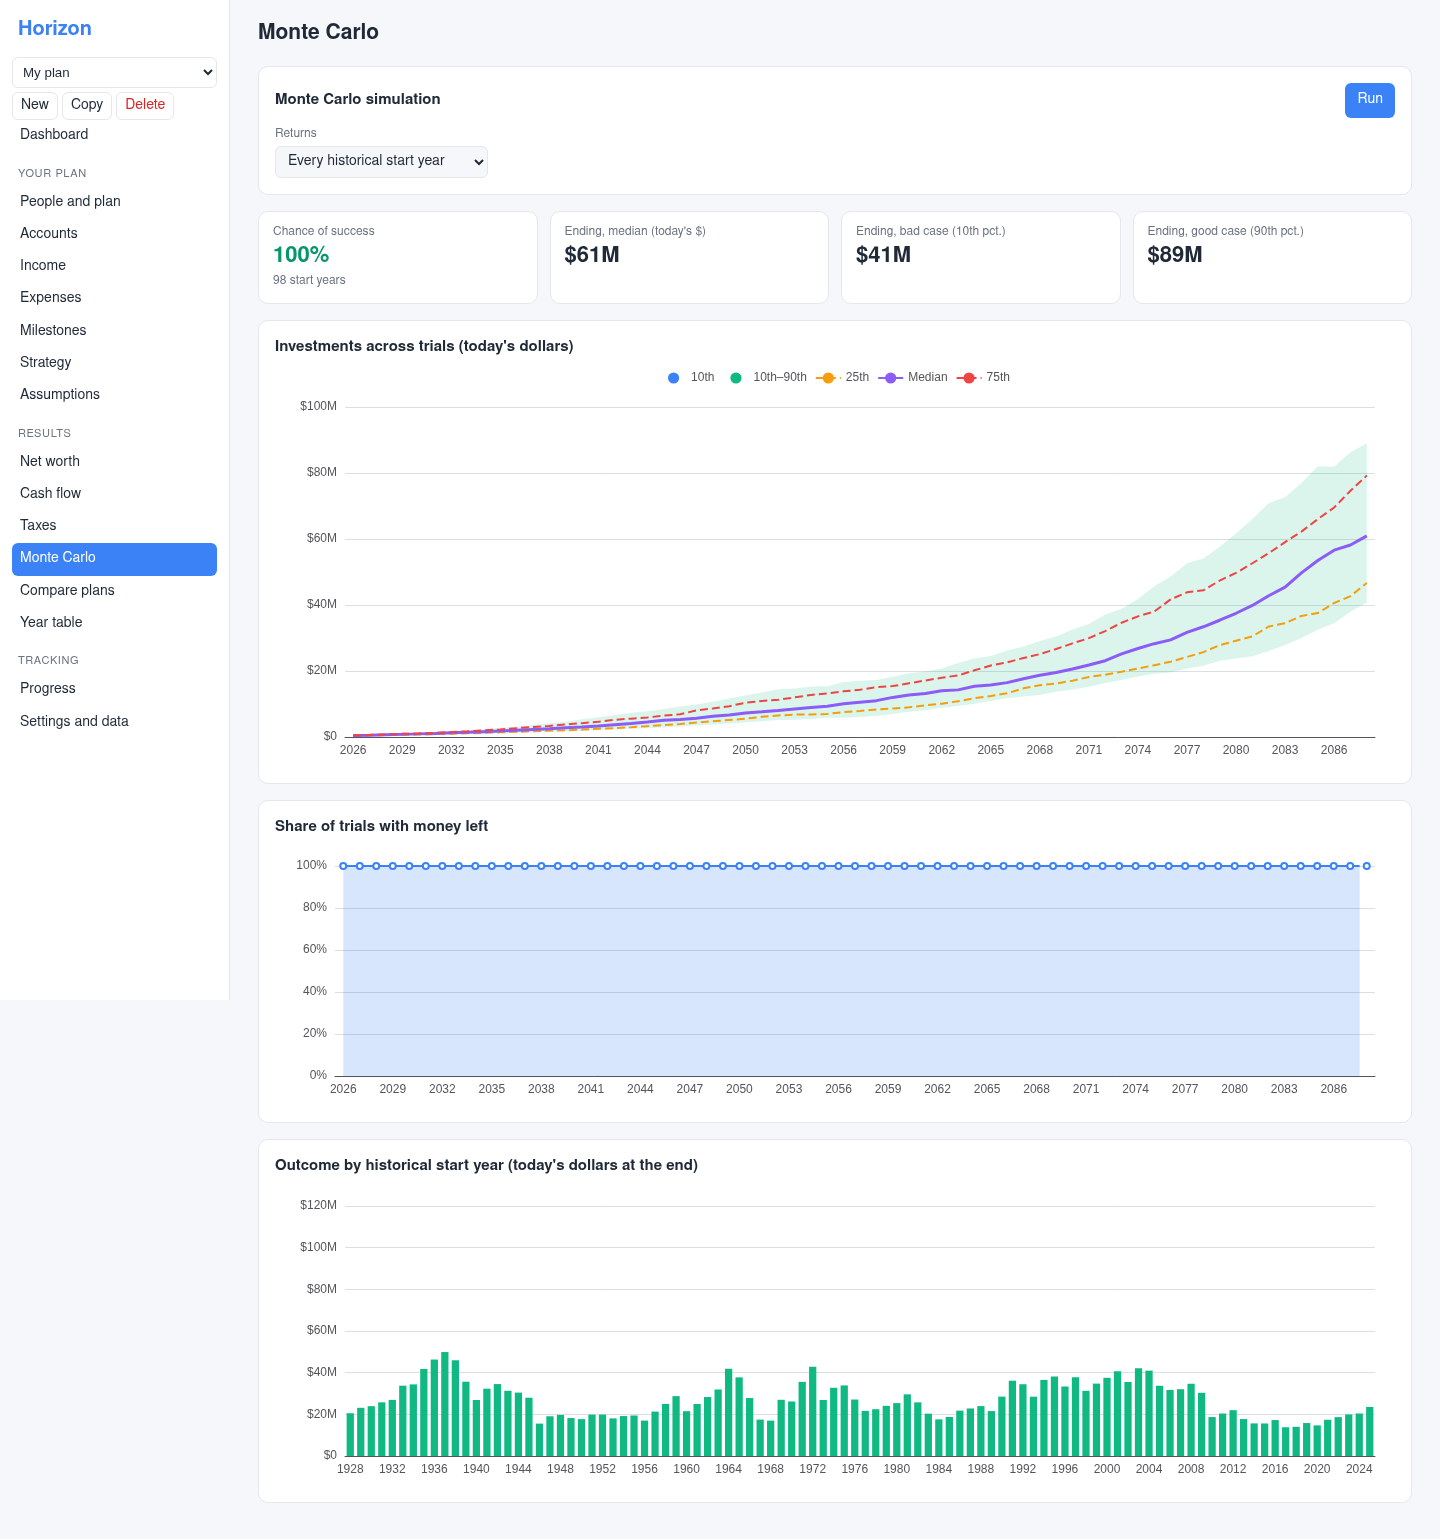 Horizon
My plan
New Copy Delete
Dashboard
YOUR PLAN
People and plan
Accounts
Income
Expenses
Milestones
Strategy
Assumptions
RESULTS
Net worth
Cash flow
Taxes
Monte Carlo
Compare plans
Year table
TRACKING
Progress
Settings and data
Monte Carlo
Monte Carlo simulation
Run
Returns
Every historical start year
Chance of success
100%
98 start years
Ending, median (today's $)
$61M
Ending, bad case (10th pct.)
$41M
Ending, good case (90th pct.)
$89M
Investments across trials (today's dollars)
10th 10th–90th 25th Median 75th
$100M
$80M
$60M
$40M
$20M
$0
2026 2029 2032 2035 2038 2041 2044 2047 2050 2053 2056 2059 2062 2065 2068 2071 2074 2077 2080 2083 2086
Share of trials with money left
100%
80%
60%
40%
20%
0%
2026 2029 2032 2035 2038 2041 2044 2047 2050 2053 2056 2059 2062 2065 2068 2071 2074 2077 2080 2083 2086
Outcome by historical start year (today's dollars at the end)
$120M
$100M
$80M
$60M
$40M
$20M
$0
1928 1932 1936 1940 1944 1948 1952 1956 1960 1964 1968 1972 1976 1980 1984 1988 1992 1996 2000 2004 2008 2012 2016 2020 2024